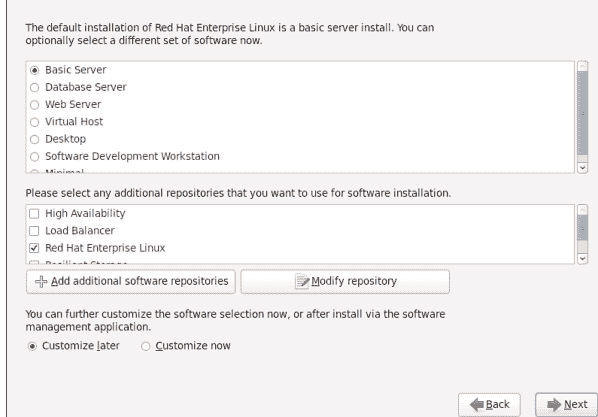 The default installation of Red Hat Enterprise Linux is a basic server install. You can
optionally select a different set of software now.
Basic Server
Database Server
Web Server
Virtual Host
Desktop
Software Development Workstation
Minimal
Please select any additional repositories that you want to use for software installation.
High Availability
Load Balancer
Red Hat Enterprise Linux
Resilient Storage
Add additional software repositories
Modify repository
You can further customize the software selection now, or after install via the software
management application.
Customize later
Customize now
Back
Next